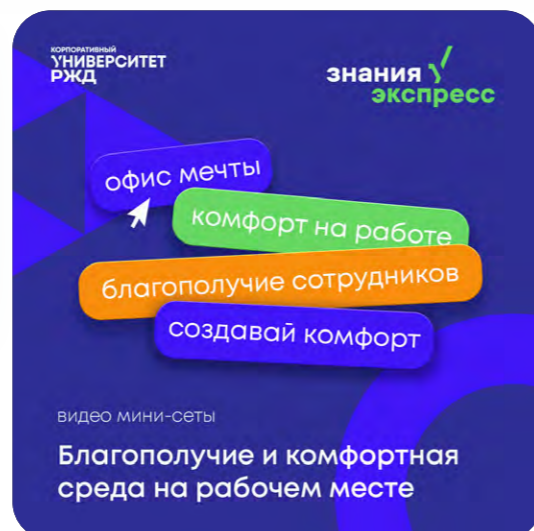 КОРПОРАТИВНЫЙ
УНИВЕРСИТЕТ
РЖД
знания
экспресс
офис мечты
комфорт на работе
благополучие сотрудников
создавай комфорт
видео мини-сеты
Благополучие и комфортная
среда на рабочем месте